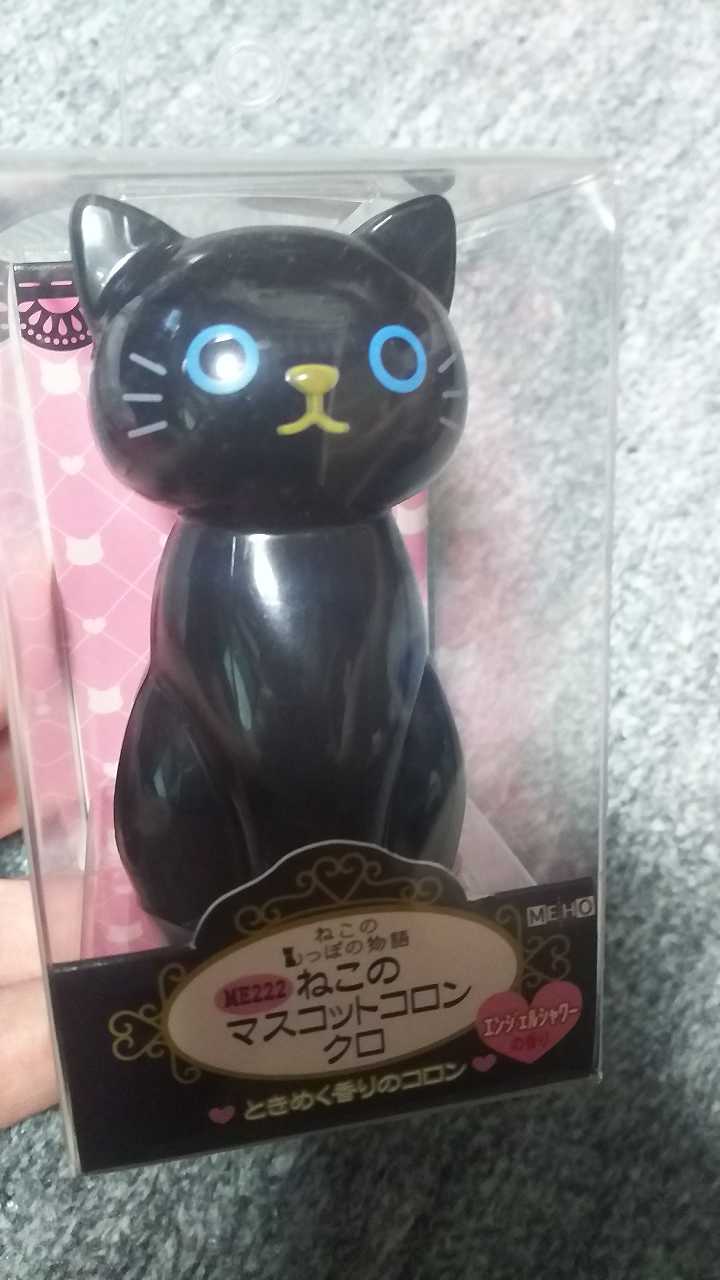 MEHO
ねこの
しっぽの物語
ME222 ねこの
マスコットコロン
クロ
エンジェルシャワー
の香り
ときめく香りのコロン